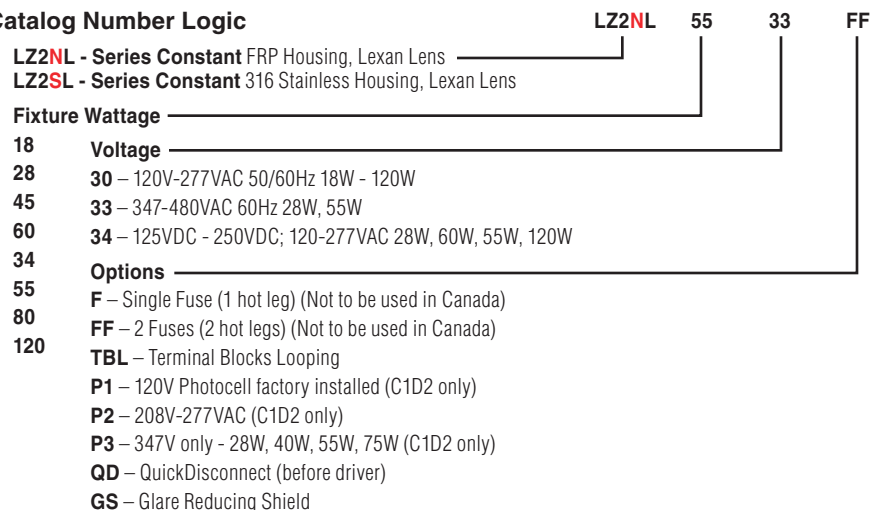 Catalog Number Logic LZ2NL 55 33 FF
LZ2NL - Series Constant FRP Housing, Lexan Lens
LZ2SL - Series Constant 316 Stainless Housing, Lexan Lens
Fixture Wattage
18
28
45
60
34
55
80
120
Voltage
30 – 120V-277VAC 50/60Hz 18W - 120W
33 – 347-480VAC 60Hz 28W, 55W
34 – 125VDC - 250VDC; 120-277VAC 28W, 60W, 55W, 120W
Options
F – Single Fuse (1 hot leg) (Not to be used in Canada)
FF – 2 Fuses (2 hot legs) (Not to be used in Canada)
TBL – Terminal Blocks Looping
P1 – 120V Photocell factory installed (C1D2 only)
P2 – 208V-277VAC (C1D2 only)
P3 – 347V only - 28W, 40W, 55W, 75W (C1D2 only)
QD – QuickDisconnect (before driver)
GS – Glare Reducing Shield